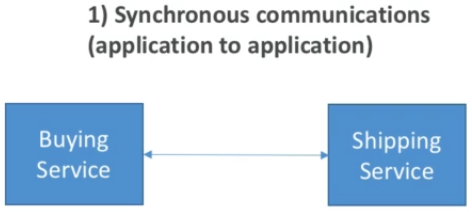 1) Synchronous communications
(application to application)
Buying
Service
Shipping
Service